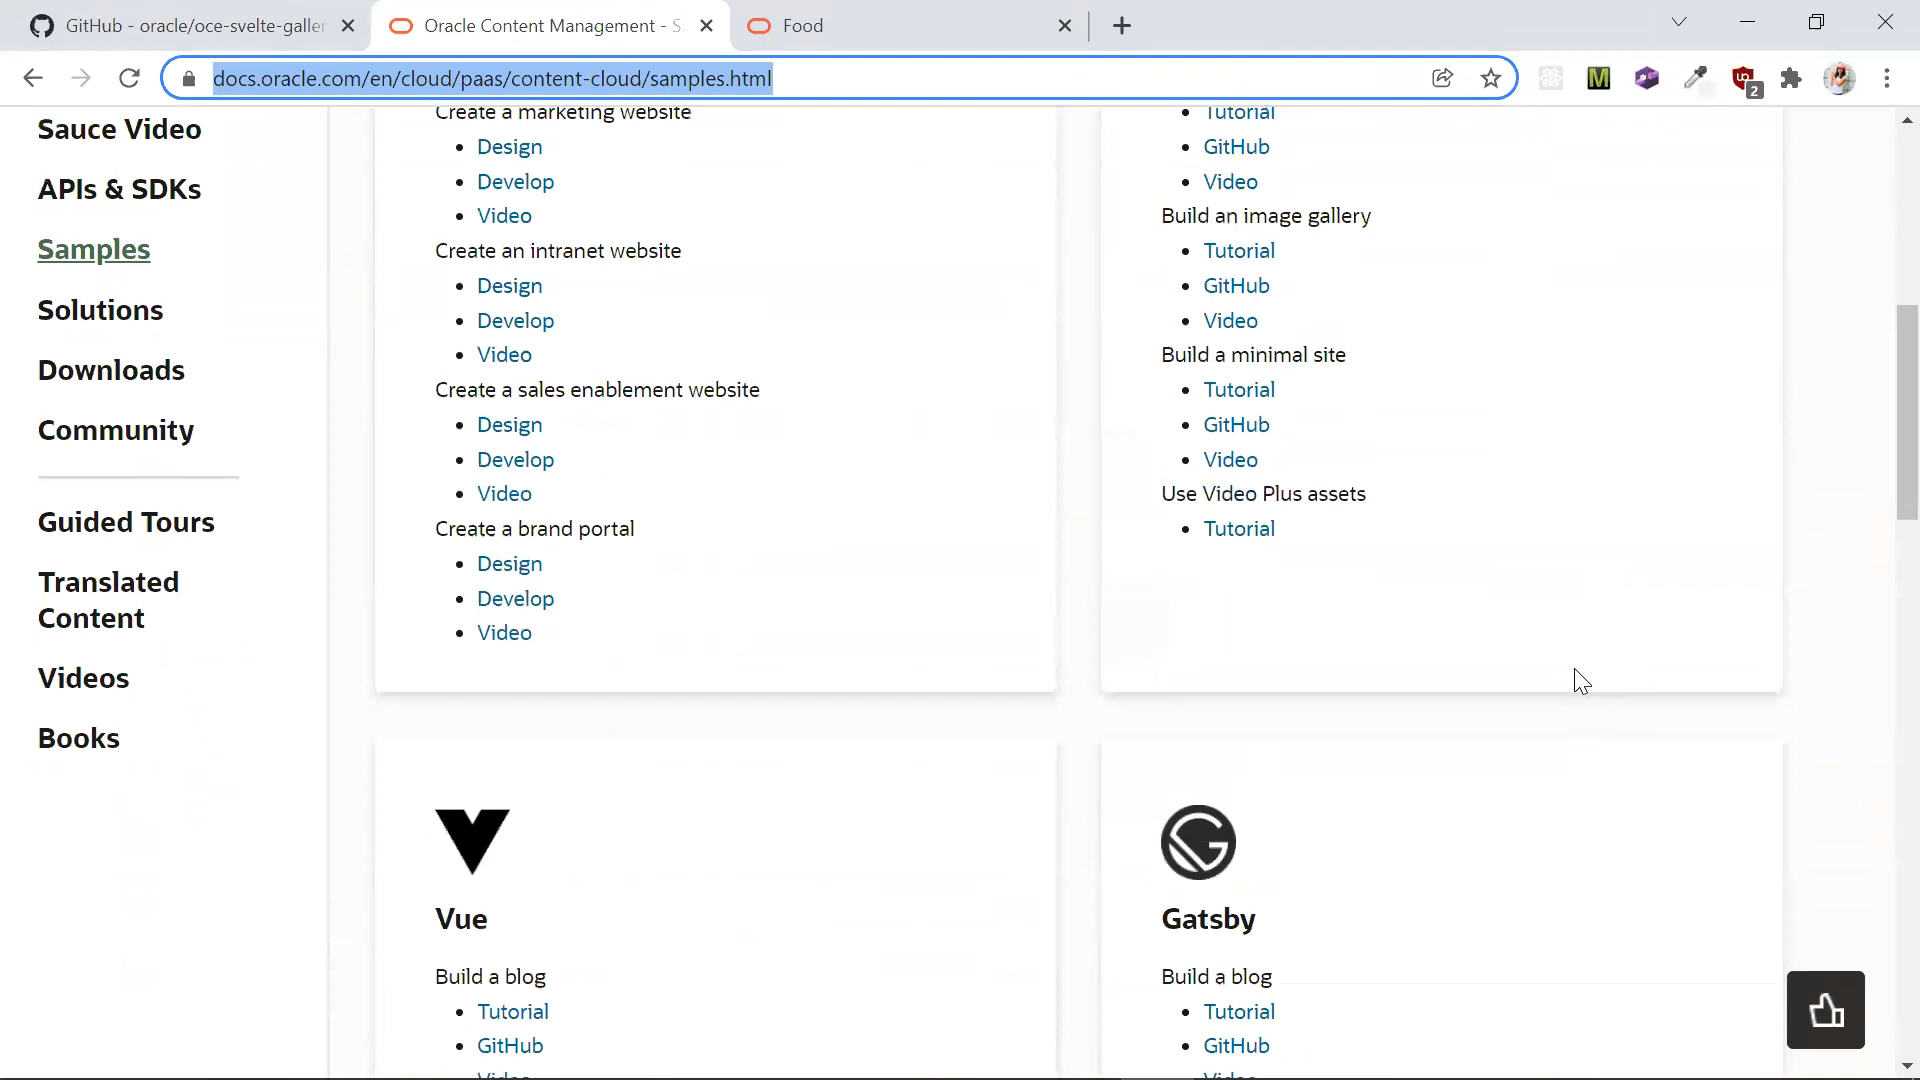 GitHub - oracle/oce-svelte-galler
Oracle Content Management - S
Food
docs.oracle.com/en/cloud/paas/content-cloud/samples.html
2
Sauce Video
APIs & SDKs
Samples
Solutions
Downloads
Community
Guided Tours
Translated
Content
Videos
Books
Create a marketing website
Design
Develop
Video
Create an intranet website
Design
Develop
Video
Create a sales enablement website
Design
Develop
Video
Create a brand portal
Design
Develop
Video
Tutorial
GitHub
Video
Build an image gallery
Tutorial
GitHub
Video
Build a minimal site
Tutorial
GitHub
Video
Use Video Plus assets
Tutorial
Vue
Build a blog
Tutorial
GitHub
Video
Gatsby
Build a blog
Tutorial
GitHub
Video